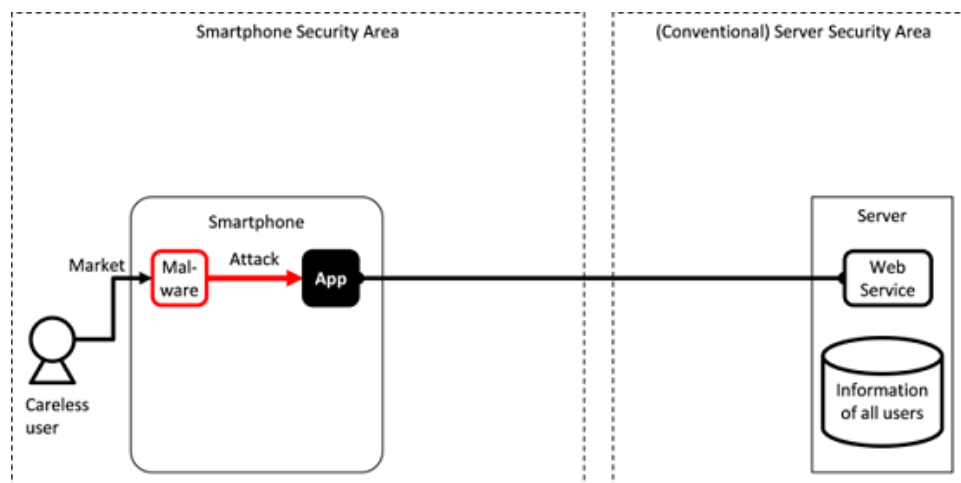 Smartphone Security Area
(Conventional) Server Security Area
Smartphone
Server
Market
Mal-
ware
Attack
App
Web
Service
Careless
user
Information
of all users